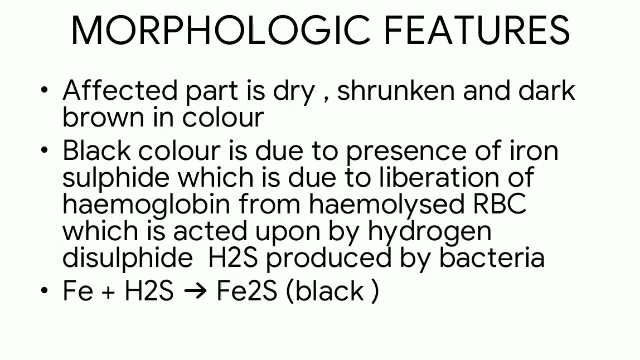 MORPHOLOGIC FEATURES
• Affected part is dry , shrunken and dark
brown in colour
• Black colour is due to presence of iron
sulphide which is due to liberation of
haemoglobin from haemolysed RBC
which is acted upon by hydrogen
disulphide  H2S produced by bacteria
• Fe + H2S → Fe2S (black )